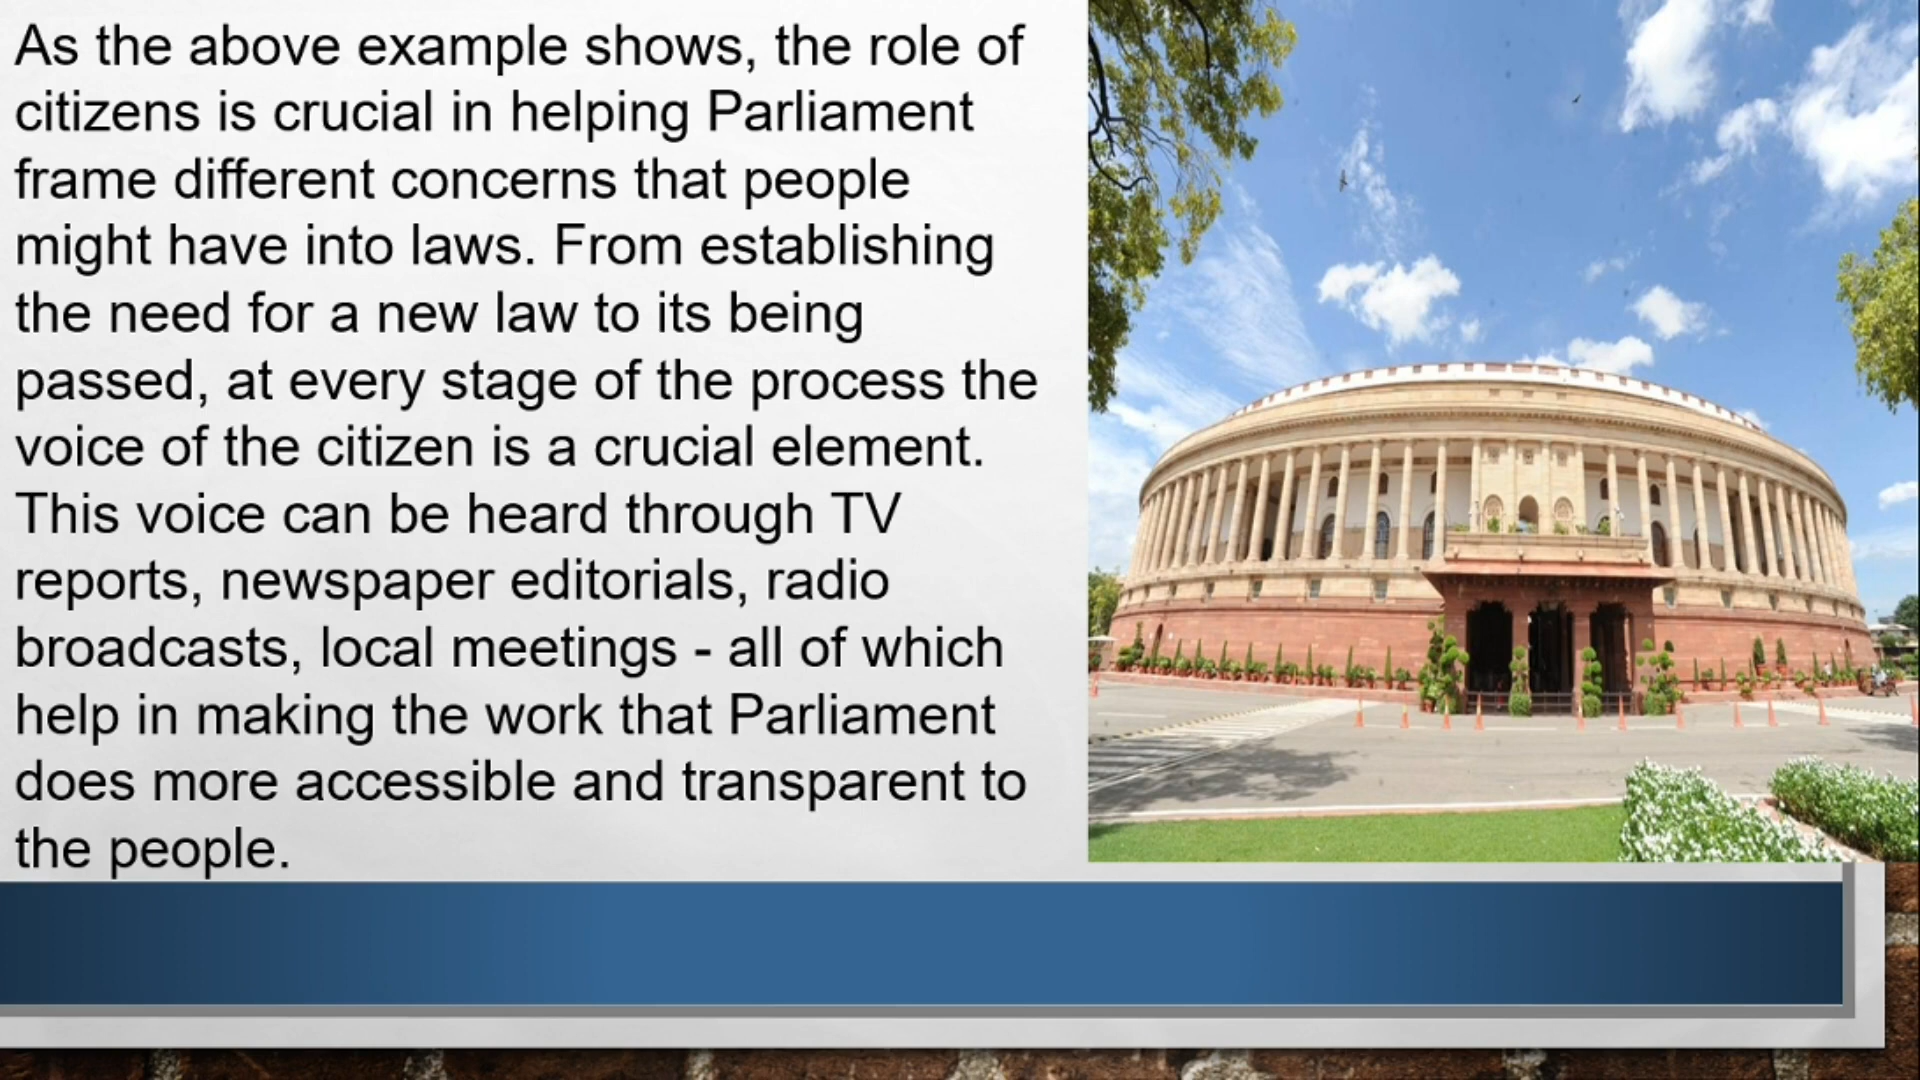 As the above example shows, the role of
citizens is crucial in helping Parliament
frame different concerns that people
might have into laws. From establishing
the need for a new law to its being
passed, at every stage of the process the
voice of the citizen is a crucial element.
This voice can be heard through TV
reports, newspaper editorials, radio
broadcasts, local meetings - all of which
help in making the work that Parliament
does more accessible and transparent to
the people.